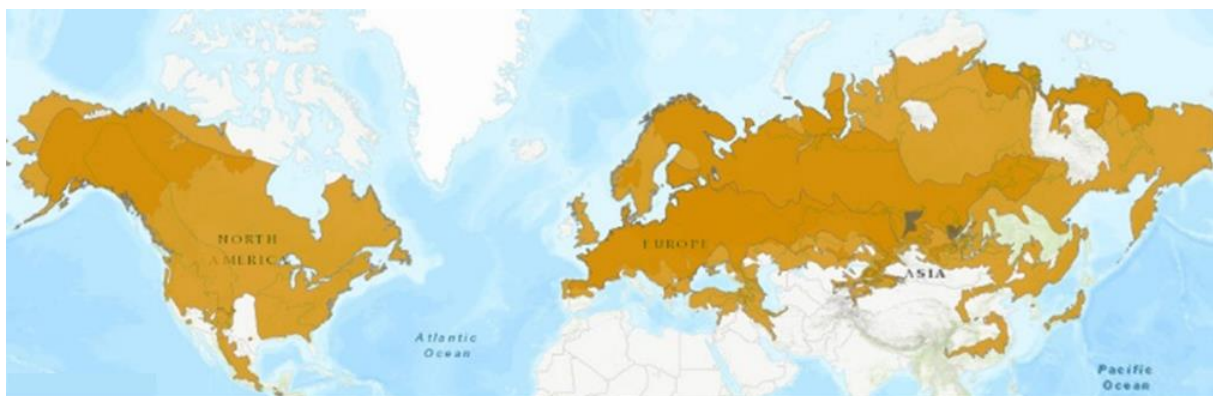 NORTH
AMERICA
EUROPE
ASIA
Atlantic
Ocean
Pacific
Ocean